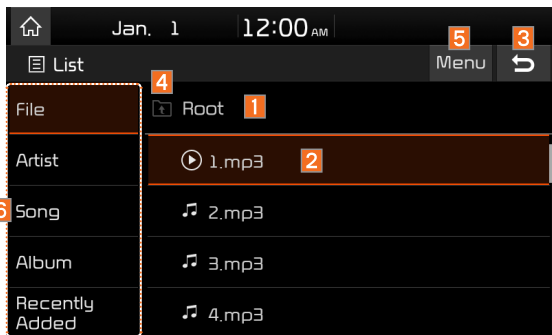 Jan. 1 12:00 AM
5 3
List Menu
4
File Root 1
Artist 1.mp3 2
6 Song 2.mp3
Album 3.mp3
Recently Added 4.mp3